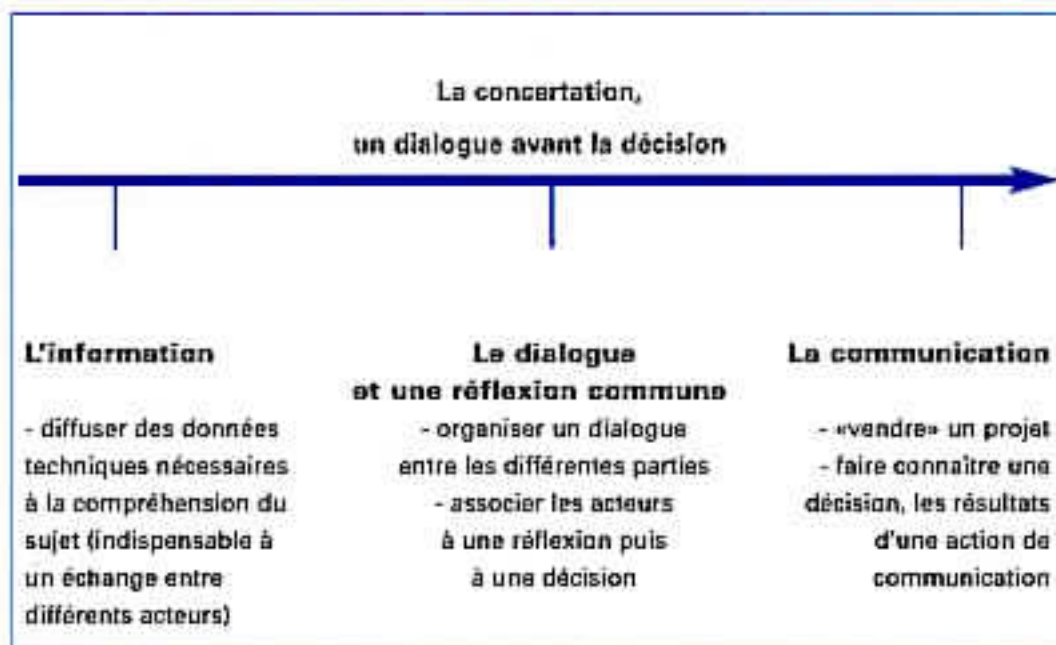 La concertation,
un dialogue avant la décision
L'information
- diffuser des données
techniques nécessaires
à la compréhension du
sujet (indispensable à
un échange entre
différents acteurs)
Le dialogue
et une réflexion commune
- organiser un dialogue
entre les différentes parties
- associer les acteurs
à une réflexion puis
à une décision
La communication
- «vendre» un projet
- faire connaître une
décision, les résultats
d'une action de
communication